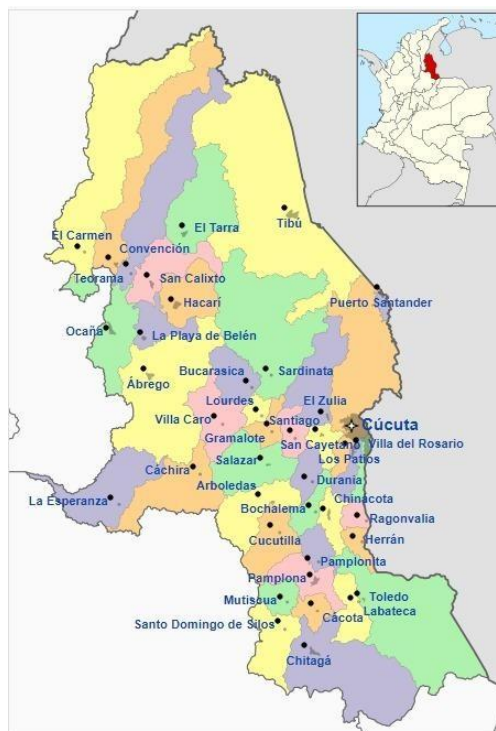 El Tarra
Tibú
El Carmen
Convención
Teorama
San Calixto
Hacarí
Puerto Santander
Ocaña
La Playa de Belén
Ábrego
Bucarasica
Sardinata
Lourdes
El Zulia
Villa Caro
Santiago
Cúcuta
Gramalote
San Cayetano
Villa del Rosario
Los Patios
Salazar
Cáchira
Durania
Arboledas
La Esperanza
Chinácota
Bochalema
Ragonvalia
Cucutilla
Herrán
Pamplonita
Pamplona
Mutiscua
Toledo
Labateca
Cácota
Santo Domingo de Silos
Chitagá